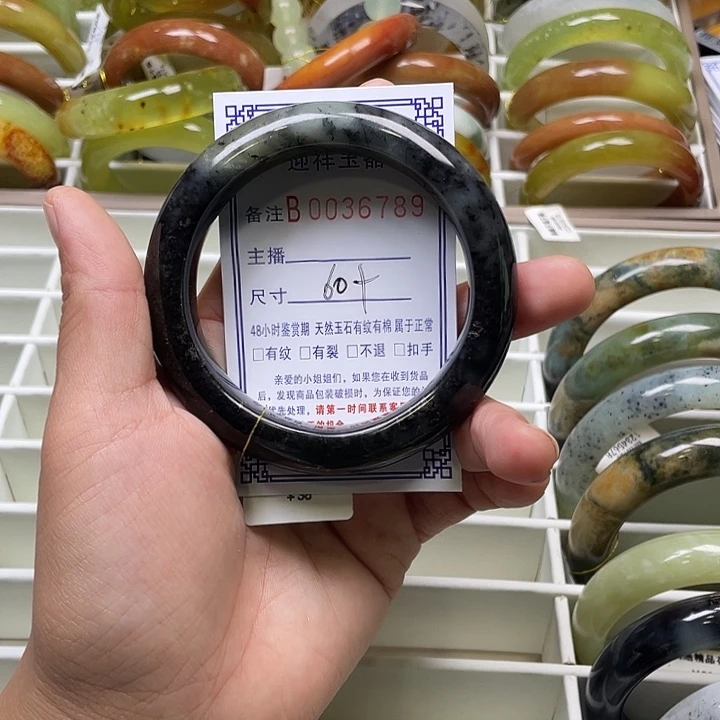 迎祥玉器
备注B0036789
主播
尺寸 60+
48小时鉴赏期 天然玉石有纹有棉 属于正常
□有纹 □有裂 □不退 □扣手
亲爱的小姐姐们，如果您在收到货品
后，发现商品包装破损时，为保证您的
优先处理，请第一时间联系客